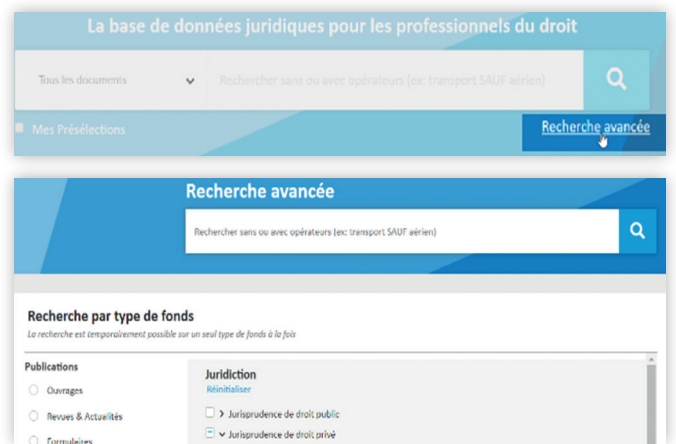 La base de données juridiques pour les professionnels du droit
Tous les documents
Rechercher sans ou avec opérateurs (ex: transport SAUF aérien)
Mes Présélections
Recherche avancée
Recherche avancée
Rechercher sans ou avec opérateurs (ex: transport SAUF aérien)
Recherche par type de fonds
La recherche est temporairement possible sur un seul type de fonds à la fois
Publications
Ouvrages
Revues & Actualités
Formulaires
Juridiction
Réinitialiser
Jurisprudence de droit public
Jurisprudence de droit privé